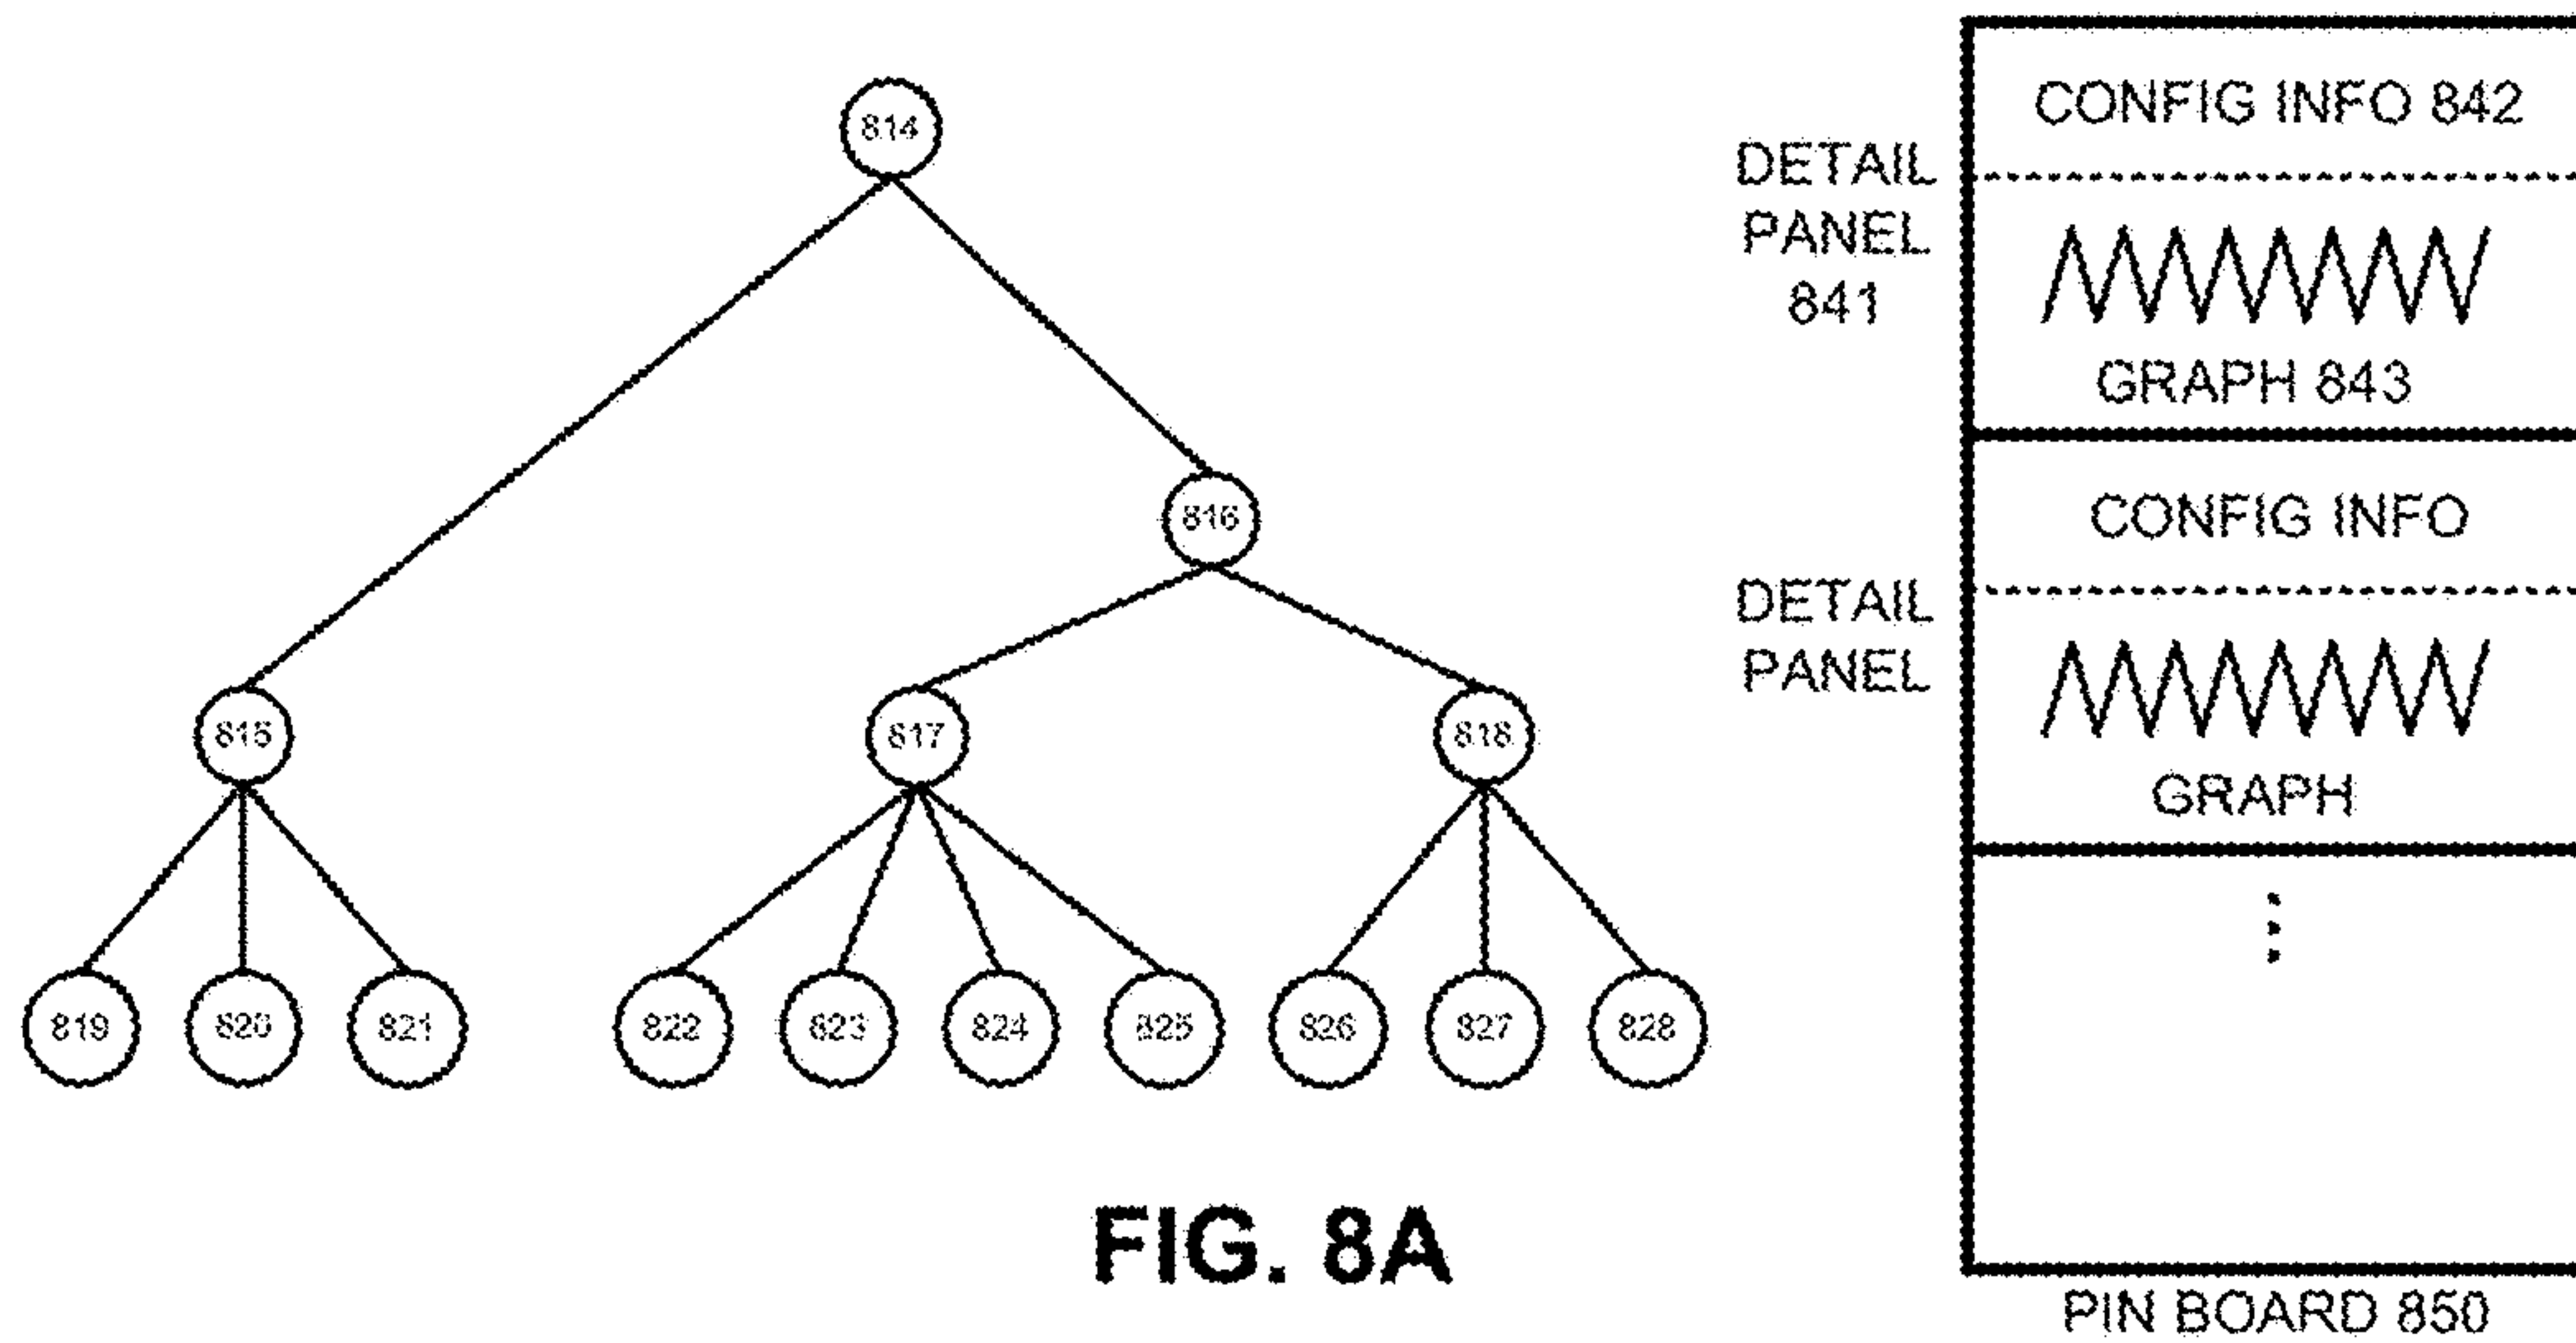 814
816
815
817
818
819
820
821
822
823
824
825
826
827
828
FIG. 8A
DETAIL
PANEL
841
CONFIG INFO 842
GRAPH 843
DETAIL
PANEL
CONFIG INFO
GRAPH
PIN BOARD 850